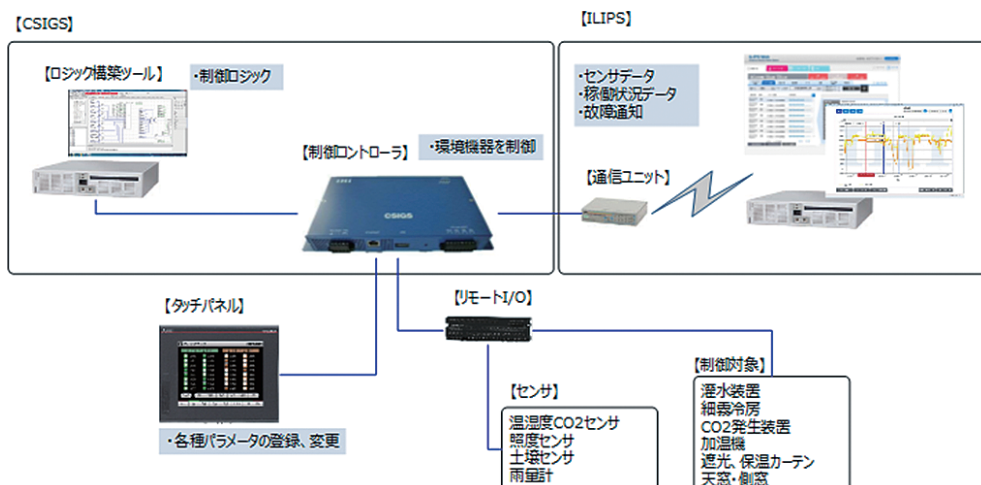 【CSIGS】
【ILIPS】
【ロジック構築ツール】
・制御ロジック
・センサデータ
・稼働状況データ
・故障通知
【制御コントローラ】
・環境機器を制御
【通信ユニット】
CSIGS
【タッチパネル】
【リモートI/O】
・各種パラメータの登録、変更
【センサ】
温湿度CO2センサ
照度センサ
土壌センサ
雨量計
【制御対象】
潅水装置
細霧冷房
CO2発生装置
加温機
遮光、保温カーテン
天窓・側窓